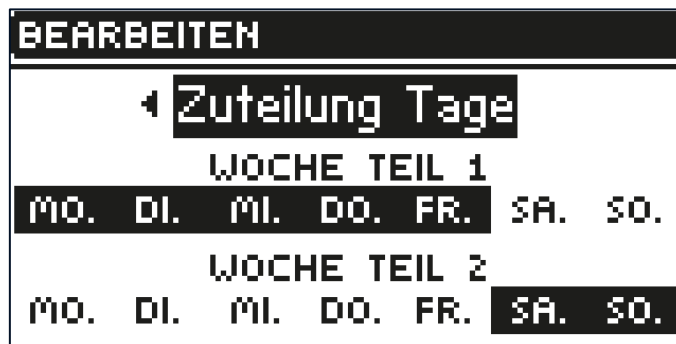 BEARBEITEN
Zuteilung Tage
WOCHE TEIL 1
MO. DI. MI. DO. FR. SA. SO.
WOCHE TEIL 2
MO. DI. MI. DO. FR. SA. SO.